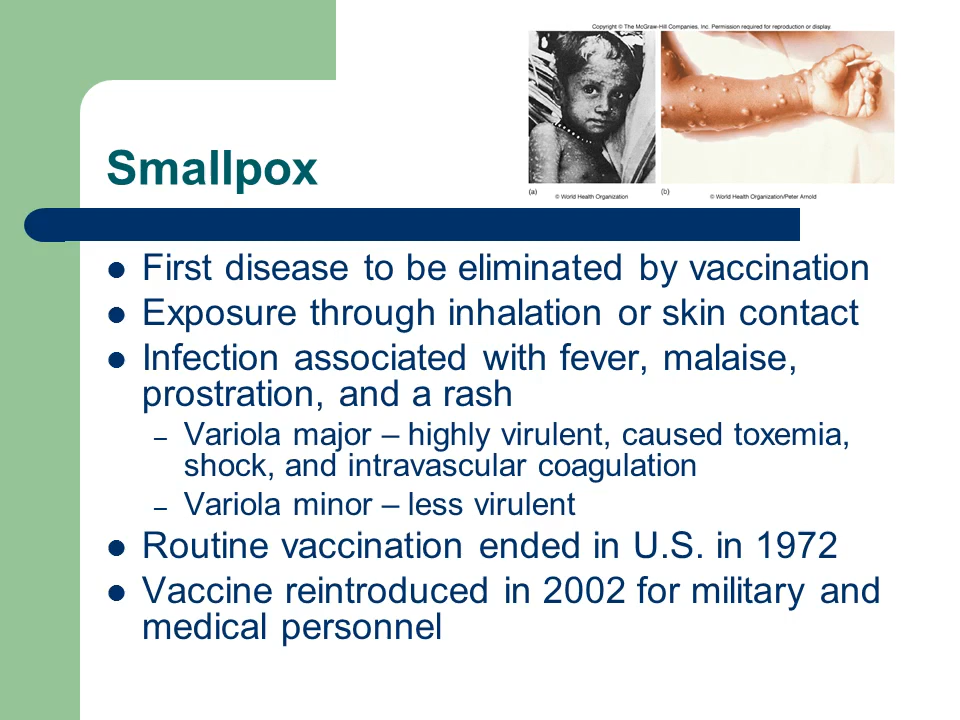 Copyright © The McGraw-Hill Companies, Inc. Permission required for reproduction or display.
(a)
© World Health Organization
(b)
© World Health Organization/Peter Arnold
Smallpox
● First disease to be eliminated by vaccination
● Exposure through inhalation or skin contact
● Infection associated with fever, malaise,
prostration, and a rash
– Variola major – highly virulent, caused toxemia,
shock, and intravascular coagulation
– Variola minor – less virulent
● Routine vaccination ended in U.S. in 1972
● Vaccine reintroduced in 2002 for military and
medical personnel